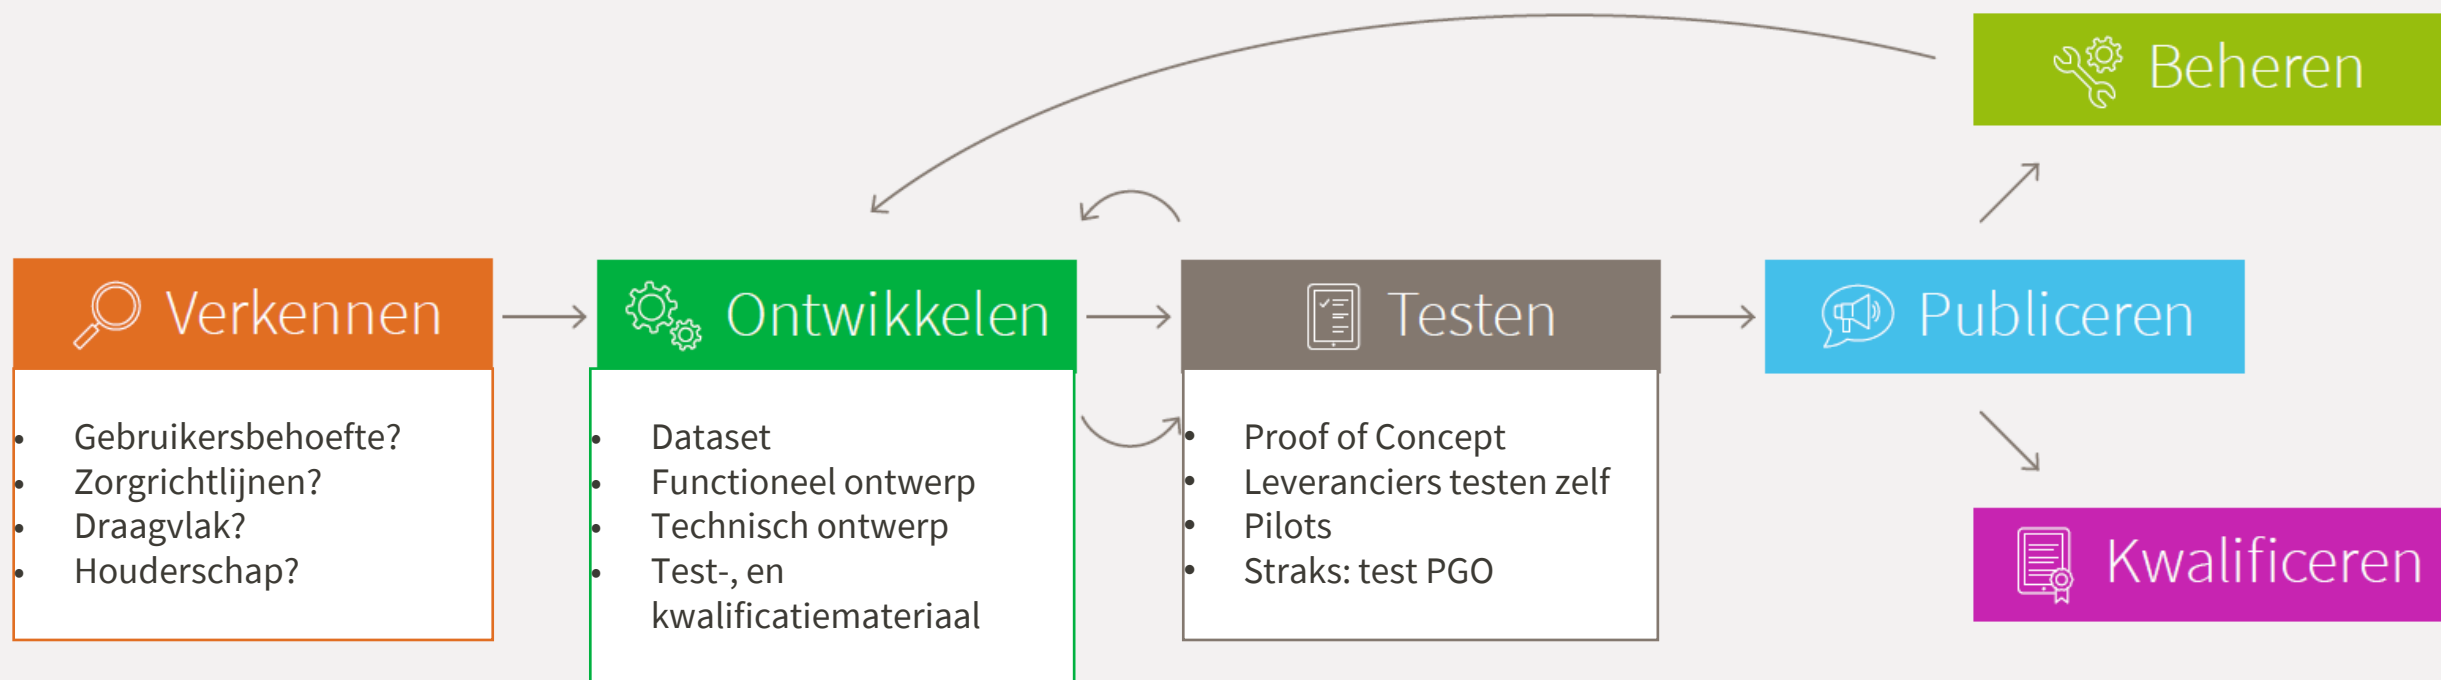 Beheren
Verkennen
Ontwikkelen
Testen
Publiceren
• Gebruikersbehoefte?
• Zorgrichtlijnen?
• Draagvlak?
• Houderschap?
• Dataset
• Functioneel ontwerp
• Technisch ontwerp
• Test-, en
kwalificatiemateriaal
• Proof of Concept
• Leveranciers testen zelf
• Pilots
• Straks: test PGO
Kwalificeren